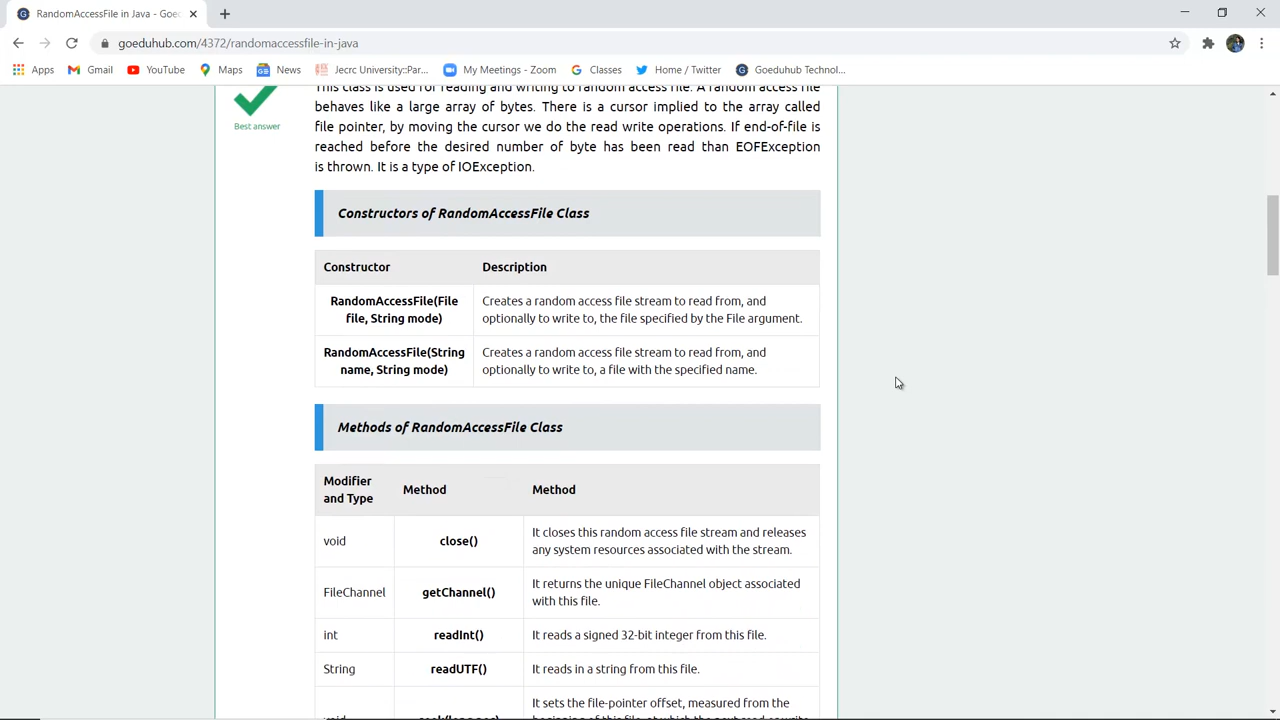 RandomAccessFile in Java - Goec
goeduhub.com/4372/randomaccessfile-in-java
Apps Gmail YouTube Maps News Jecrc University::Par... My Meetings - Zoom Classes Home / Twitter Goeduhub Technol...
This class is used for reading and writing to random access file. A random access file
behaves like a large array of bytes. There is a cursor implied to the array called
file pointer, by moving the cursor we do the read write operations. If end-of-file is
reached before the desired number of byte has been read than EOFException
is thrown. It is a type of IOException.
Best answer
Constructors of RandomAccessFile Class
Constructor Description
RandomAccessFile(File
file, String mode)
Creates a random access file stream to read from, and
optionally to write to, the file specified by the File argument.
RandomAccessFile(String
name, String mode)
Creates a random access file stream to read from, and
optionally to write to, a file with the specified name.
Methods of RandomAccessFile Class
Modifier
and Type
Method
Method
void
close()
It closes this random access file stream and releases
any system resources associated with the stream.
FileChannel
getChannel()
It returns the unique FileChannel object associated
with this file.
int readInt() It reads a signed 32-bit integer from this file.
String readUTF() It reads in a string from this file.
It sets the file-pointer offset, measured from the